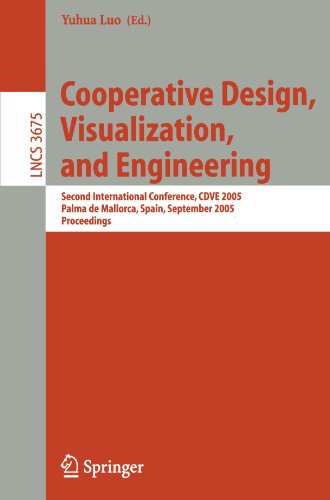 Yuhua Luo (Ed.)
LNCS 3675
Cooperative Design,
Visualization,
and Engineering
Second International Conference, CDVE 2005
Palma de Mallorca, Spain, September 2005
Proceedings
Springer